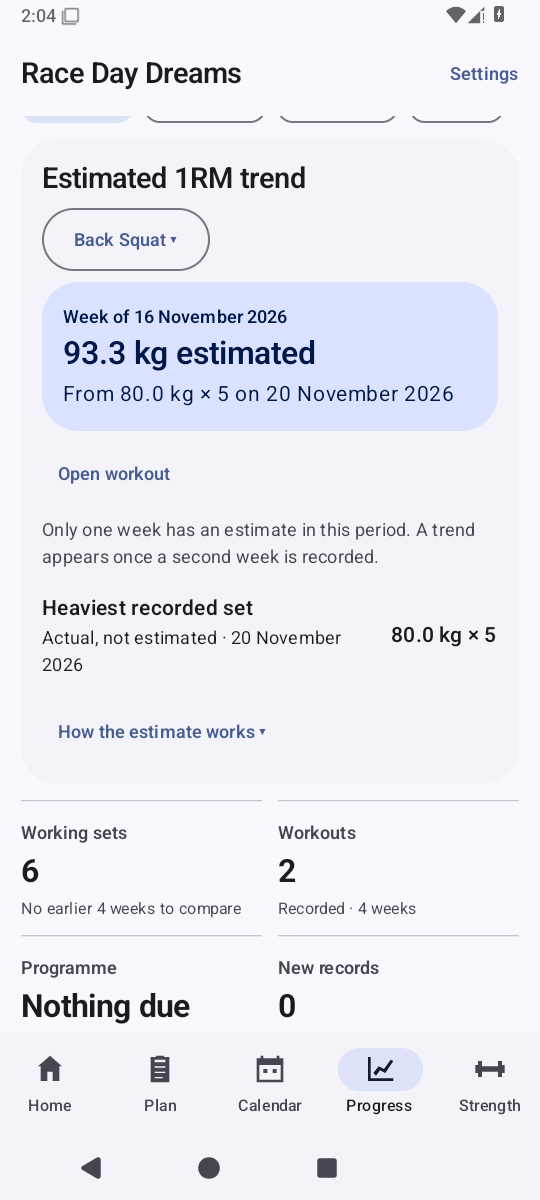 2:04
Race Day Dreams
Settings
Estimated 1RM trend
Back Squat ▾
Week of 16 November 2026
93.3 kg estimated
From 80.0 kg × 5 on 20 November 2026
Open workout
Only one week has an estimate in this period. A trend
appears once a second week is recorded.
Heaviest recorded set
Actual, not estimated · 20 November
2026
80.0 kg × 5
How the estimate works ▾
Working sets
6
No earlier 4 weeks to compare
Workouts
2
Recorded · 4 weeks
Programme
Nothing due
New records
0
Home
Plan
Calendar
Progress
Strength